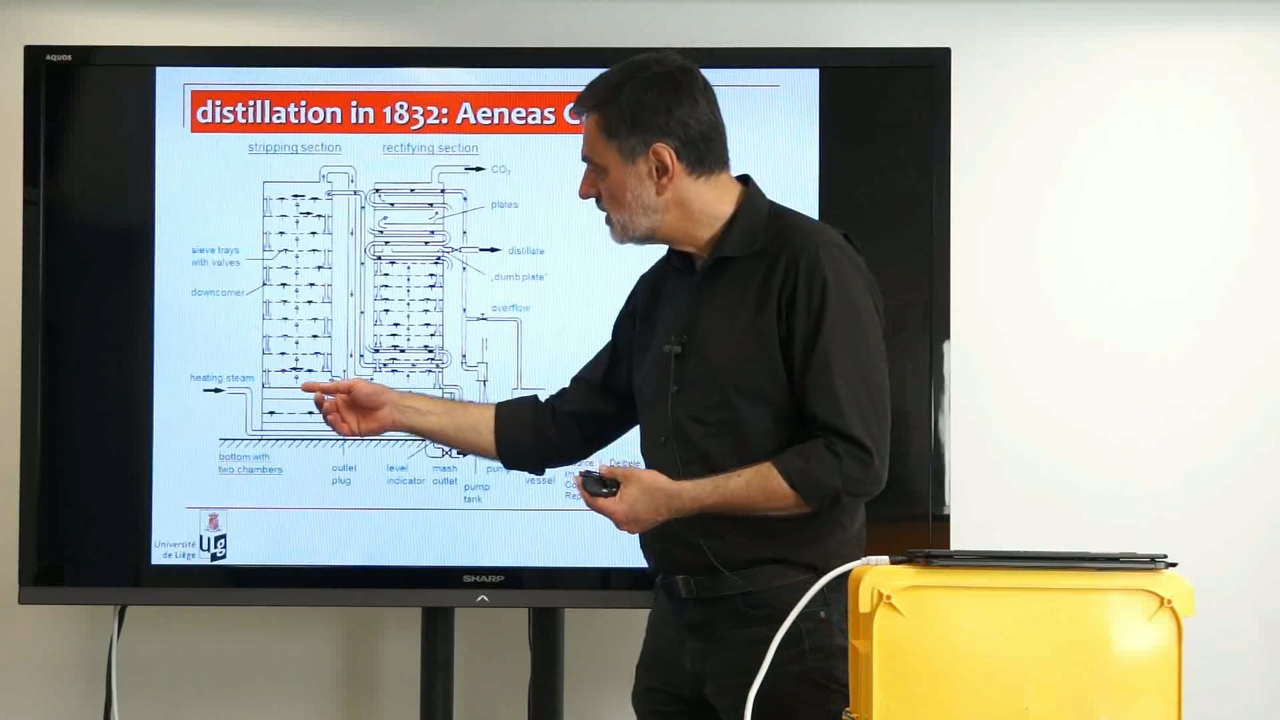 AQUOS
distillation in 1832: Aeneas
stripping section
rectifying section
CO₂
plates
sieve trays
with valves
distillate
„dumb plate"
downcomer
overflow
heating steam
bottom with
two chambers
outlet
plug
level
indicator
mash
outlet
pump
tank
pump
vessel
Université
de Liège
ULg
SHARP